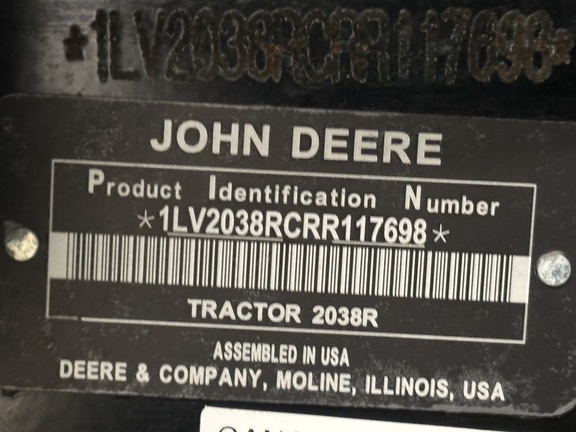 *1LV2038RCRR117698*
JOHN DEERE
Product Identification Number
*1LV2038RCRR117698*
TRACTOR 2038R
ASSEMBLED IN USA
DEERE & COMPANY, MOLINE, ILLINOIS, USA